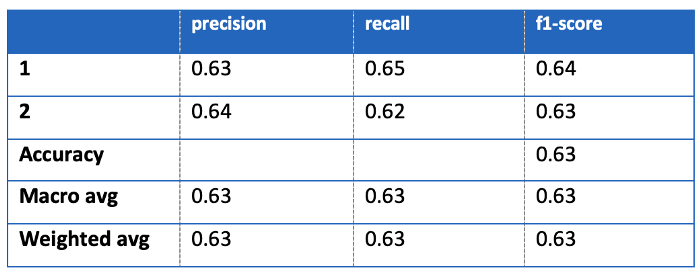 precision recall f1-score
1 0.63 0.65 0.64
2 0.64 0.62 0.63
Accuracy 0.63
Macro avg 0.63 0.63 0.63
Weighted avg 0.63 0.63 0.63